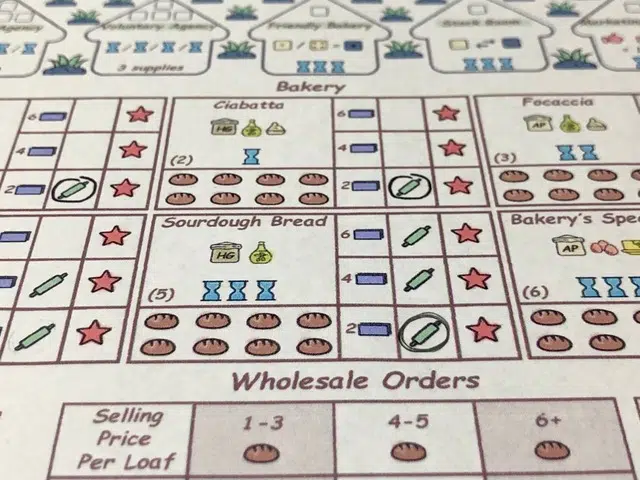 Agency
Voluntary Agency
3 supplies
Friendly Bakery
Stock Room
Bakery
6
Ciabatta
6
Focaccia
4
HG
4
AP
(2)
(3)
2
2
Sourdough Bread
6
Bakery's Spe
HG
4
AP
(5)
(6)
2
Wholesale Orders
Selling
Price
Per Loaf
1-3
4-5
6+